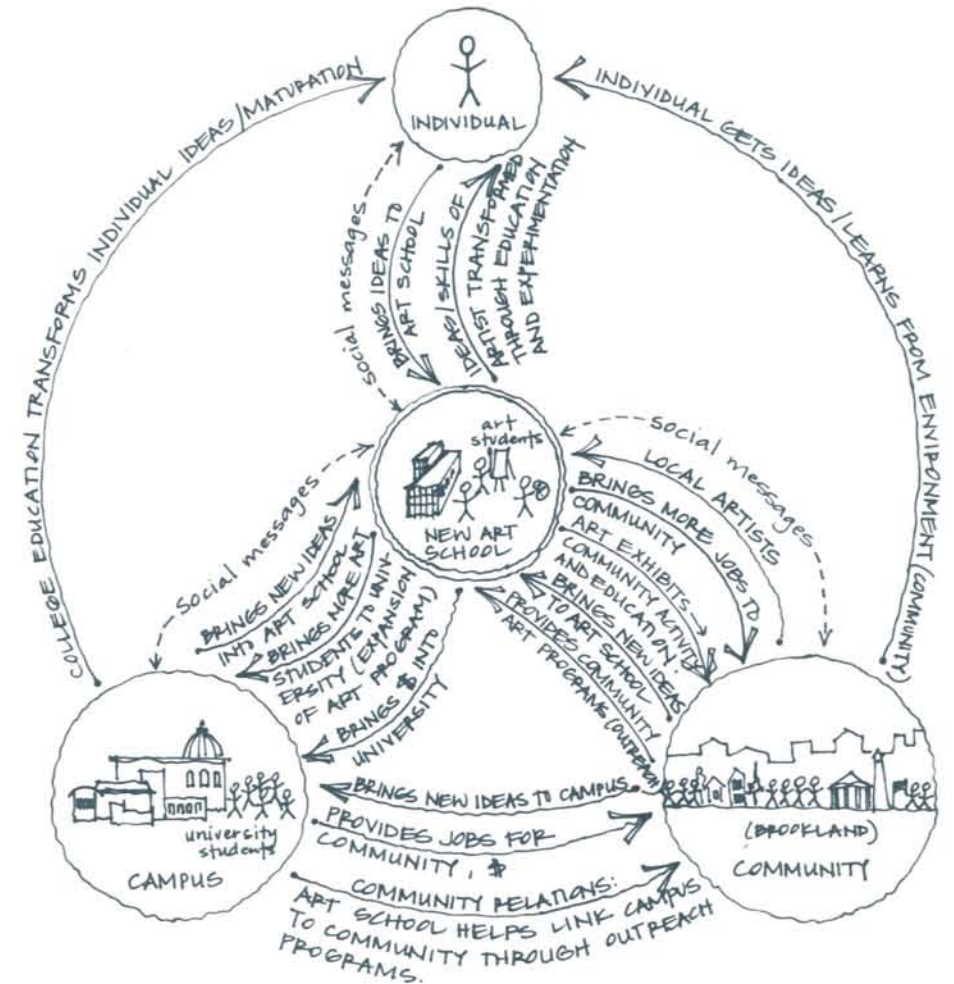 INDIVIDUAL
COLLEGE EDUCATION TRANSFORMS INDIVIDUAL IDEAS/MATURATION
INDIVIDUAL GETS IDEAS/LEARNS FROM ENVIRONMENT (COMMUNITY)
social messages
BRINGS IDEAS TO
ART SCHOOL
IDEAS/SKILLS OF
ARTIST TRANSFORMED
THROUGH EDUCATION
AND EXPERIMENTATION
art
students
NEW ART
SCHOOL
social messages
BRINGS NEW IDEAS
INTO ART SCHOOL
BRINGS MORE ART
STUDENTS TO UNIV-
ERSITY (EXPANSION
OF ART PROGRAM)
BRINGS $ INTO
UNIVERSITY
social messages
LOCAL ARTISTS
BRINGS MORE JOBS TO
COMMUNITY
ART EXHIBITS
COMMUNITY ACTIVITY
AND EDUCATION.
BRINGS NEW IDEAS
TO ART SCHOOL
PROVIDES COMMUNITY
ART PROGRAMS (OUTREACH
university
students
CAMPUS
(BROOKLAND)
COMMUNITY
BRINGS NEW IDEAS TO CAMPUS
PROVIDES JOBS FOR
COMMUNITY, $
COMMUNITY RELATIONS:
ART SCHOOL HELPS LINK CAMPUS
TO COMMUNITY THROUGH OUTREACH
PROGRAMS.